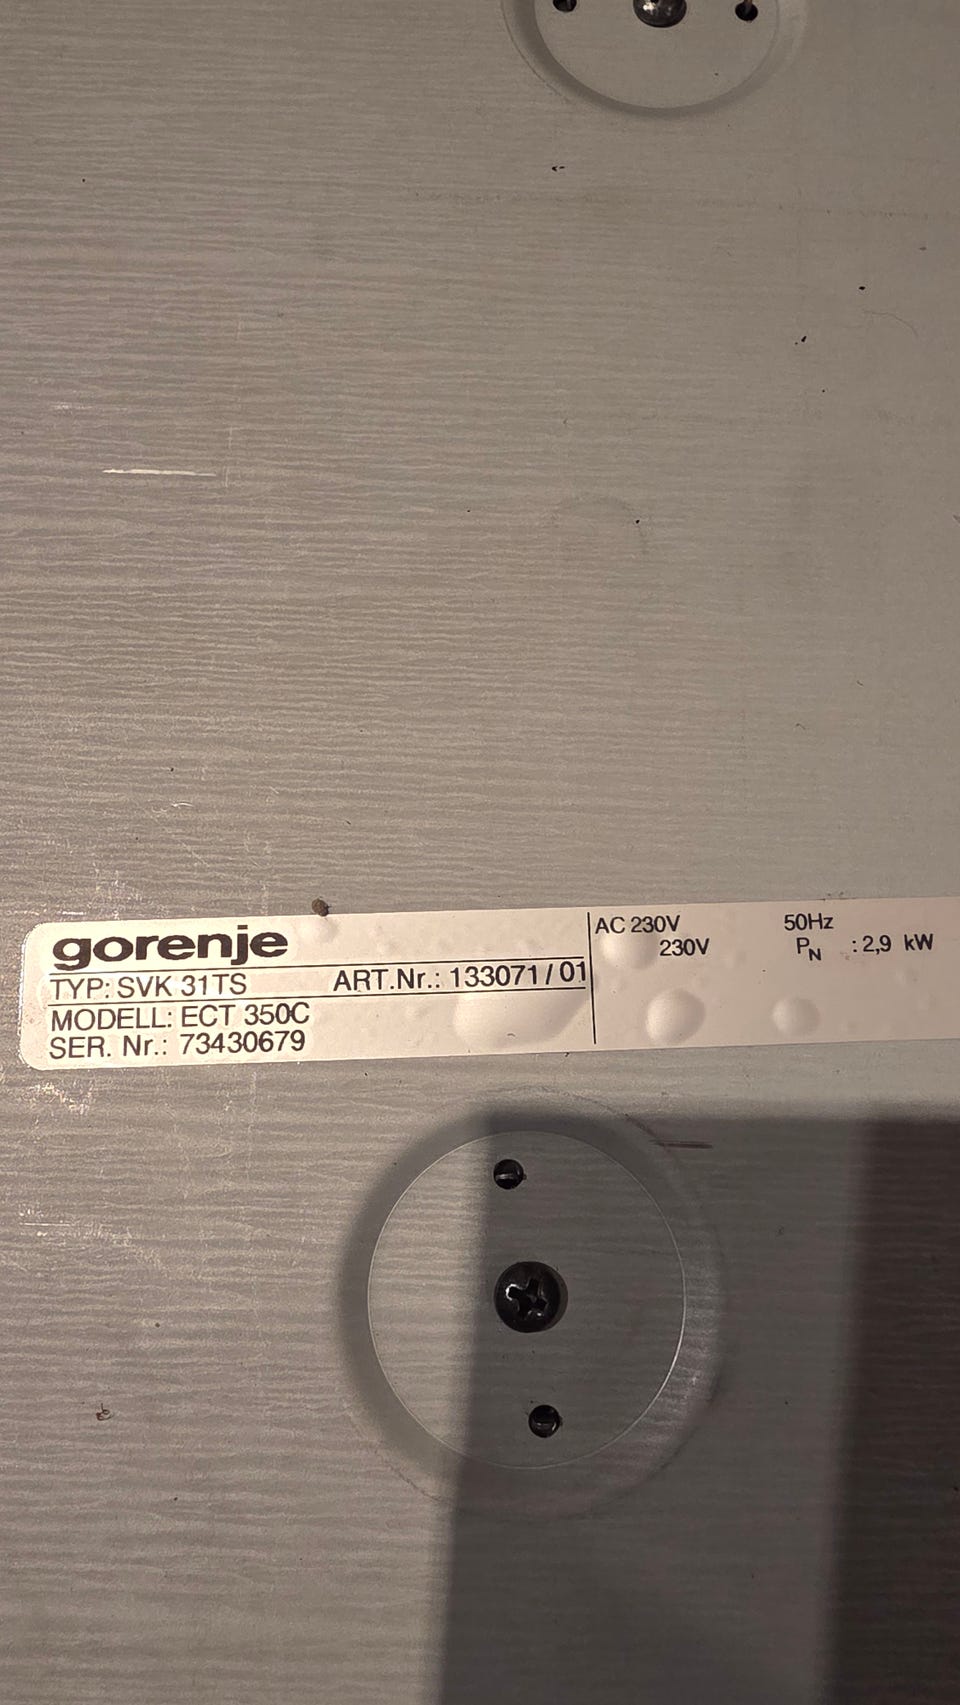 gorenje
TYP: SVK 31TS ART.Nr.: 133071/01
MODELL: ECT 350C
SER. Nr.: 73430679
AC 230V 50Hz
230V PN : 2,9 kW